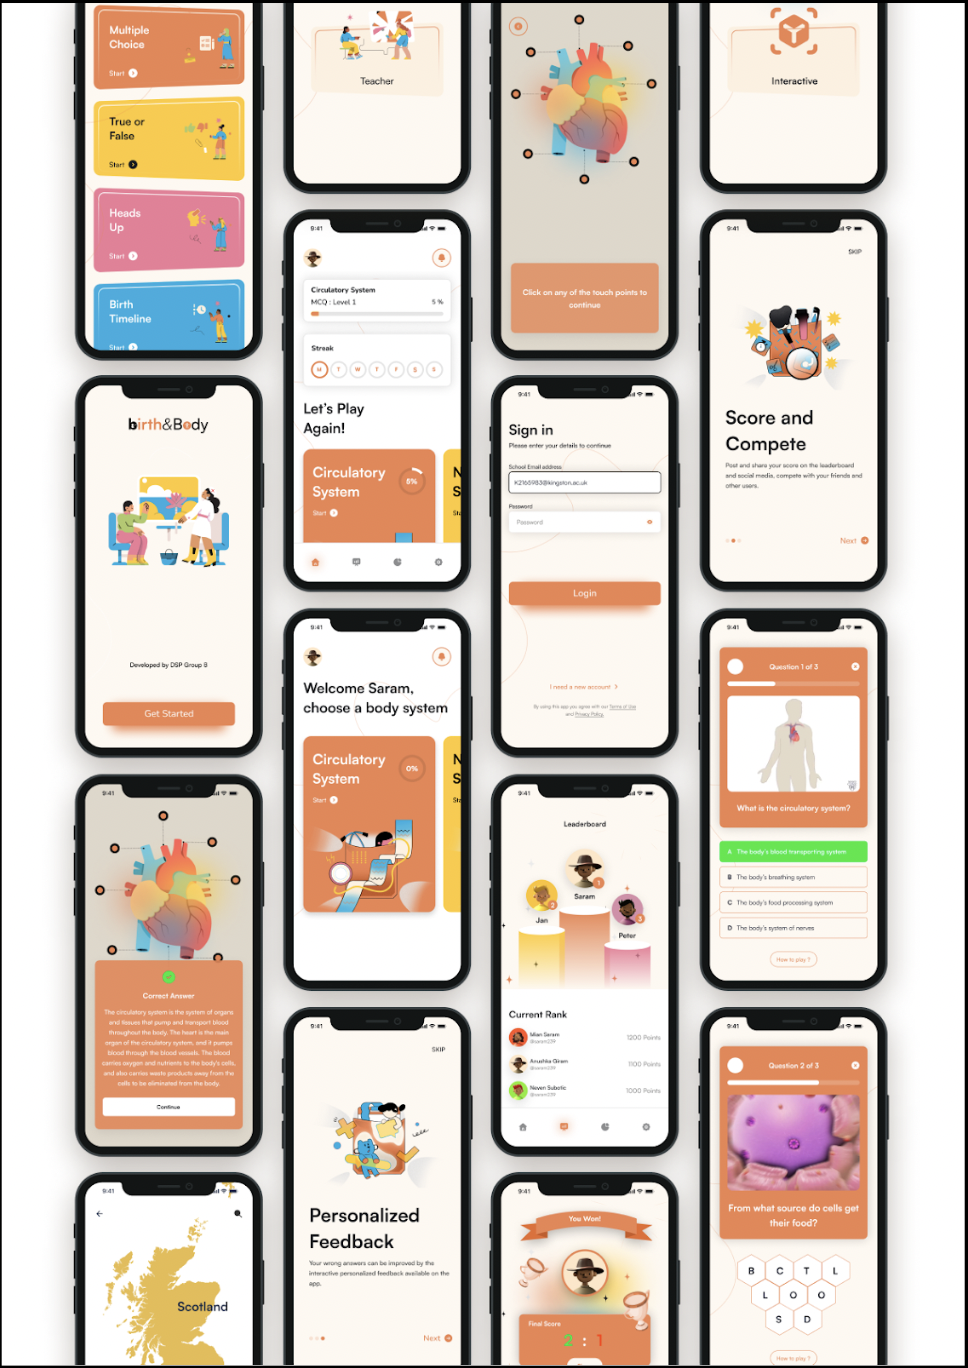 Multiple
Choice
Start
True or
False
Start
Heads
Up
Start
Birth
Timeline
Start
birth&Body
Developed by DSP Group 8
Get Started
9:41
Correct Answer
The circulatory system is the system of organs
and tissues that pump and transport blood
throughout the body. The heart is the main
organ of the circulatory system, and it pumps
blood through the blood vessels. The blood
carries oxygen and nutrients to the body's cells,
and also carries waste products away from the
cells to be eliminated from the body.
Continue
9:41
Scotland
Teacher
9:41
Circulatory System
MCQ : Level 1
5 %
Streak
M T W T F S S
Let's Play
Again!
Circulatory
System
Start
N
S
Sta
9:41
Welcome Saram,
choose a body system
Circulatory
System
0%
Start
N
S
Sta
9:41
SKIP
Personalized
Feedback
Your wrong answers can be improved by the
interactive personalized feedback available on the
app.
Next
Click on any of the touch points to
continue
9:41
Sign in
Please enter your details to continue
School Email address
K2165983@kingston.ac.uk
Password
Password
Login
I need a new account
By using this app you agree with our Terms of Use
and Privacy Policy.
9:41
Leaderboard
1
Saram
2
Jan
3
Peter
Current Rank
Mian Saram
1200 Points
Anushka Giram
1100 Points
Neven Subotic
1000 Points
9:41
You Won!
Final Score
2 : 1
Interactive
9:41
SKIP
Score and
Compete
Post and share your score on the leaderboard
and social media, compete with your friends and
other users.
Next
9:41
Question 1 of 3
What is the circulatory system?
A The body's blood transporting system
B The body's breathing system
C The body's food processing system
D The body's system of nerves
How to play ?
9:41
Question 2 of 3
From what source do cells get
their food?
B C T L
L O O
S D
How to play ?